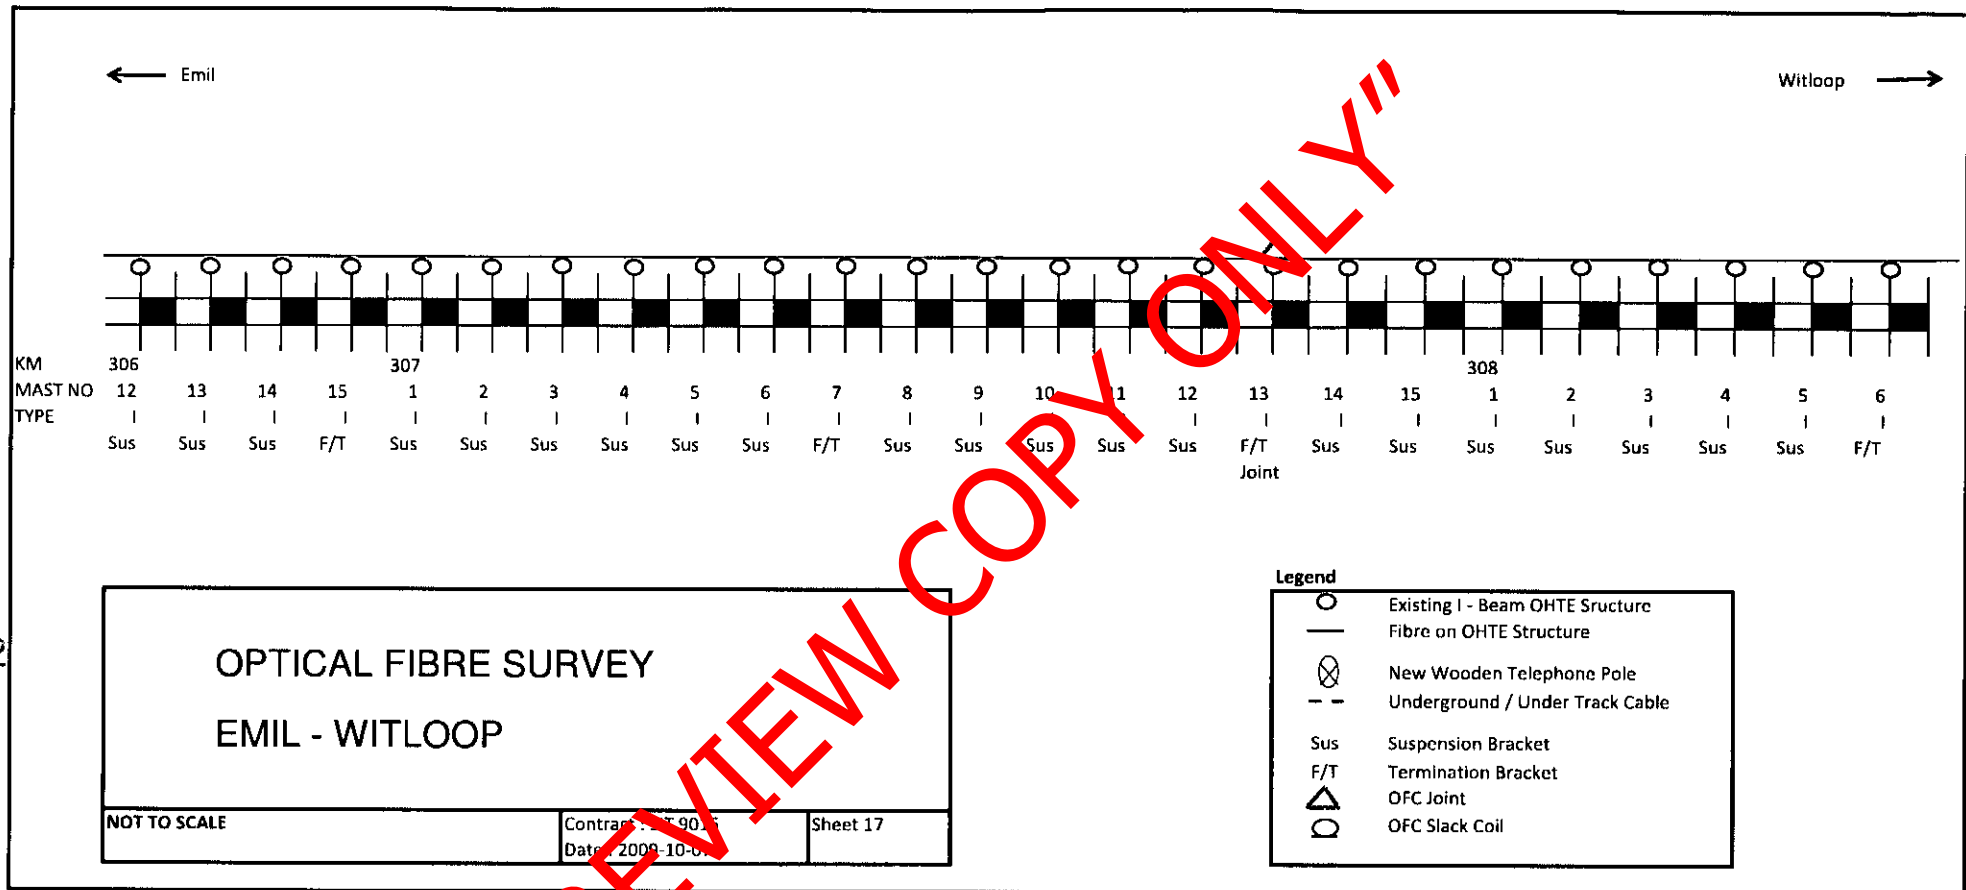 Emil
Witloop
KM 306 307 308
MAST NO 12 13 14 15 1 2 3 4 5 6 7 8 9 10 11 12 13 14 15 1 2 3 4 5 6
TYPE I I I I I I I I I I I I I I I I I I I I I I I I I
Sus Sus Sus F/T Sus Sus Sus Sus Sus Sus F/T Sus Sus Sus Sus Sus F/T Sus Sus Sus Sus Sus Sus Sus F/T
Joint
OPTICAL FIBRE SURVEY
EMIL - WITLOOP
NOT TO SCALE
Contract :
Date : 2009-10-
Sheet 17
Legend
Existing I - Beam OHTE Sructure
Fibre on OHTE Structure
New Wooden Telephone Pole
Underground / Under Track Cable
Sus Suspension Bracket
F/T Termination Bracket
OFC Joint
OFC Slack Coil
EVIEW COPY ONLY"